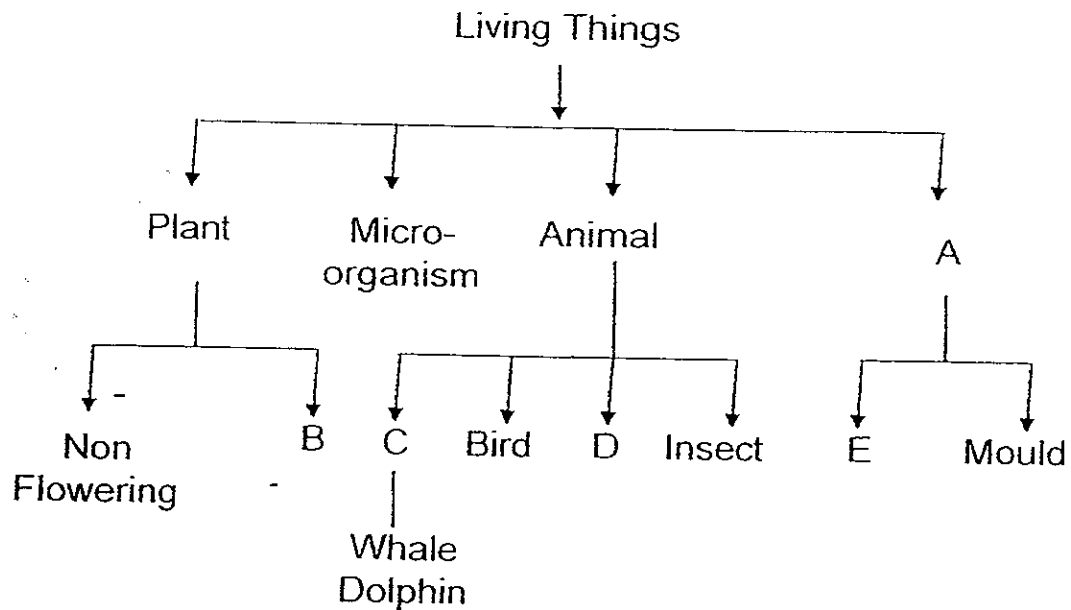 Living Things
Plant
Micro-
organism
Animal
A
Non
Flowering
B
C
Bird
D
Insect
E
Mould
Whale
Dolphin